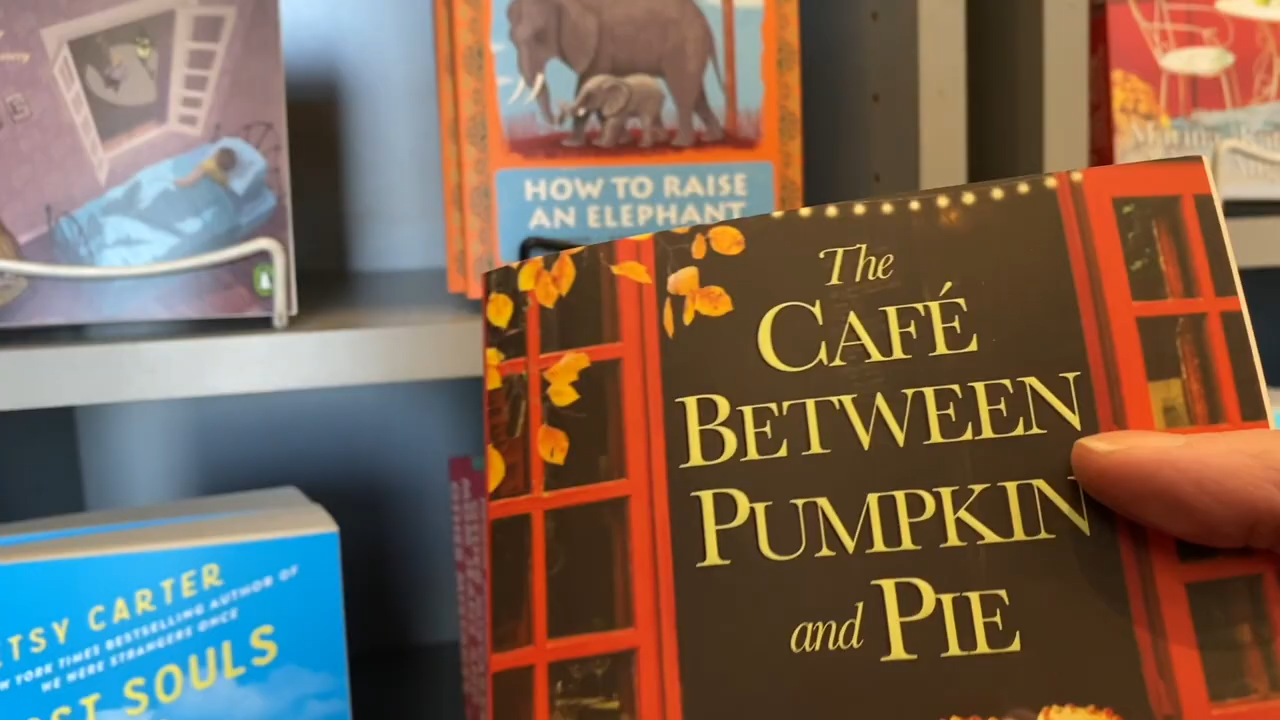 HOW TO RAISE
AN ELEPHANT
The
CAFÉ
BETWEEN
PUMPKIN
and PIE
CARTER
YORK TIMES BESTSELLING AUTHOR OF
WE WERE STRANGERS ONCE
SOULS